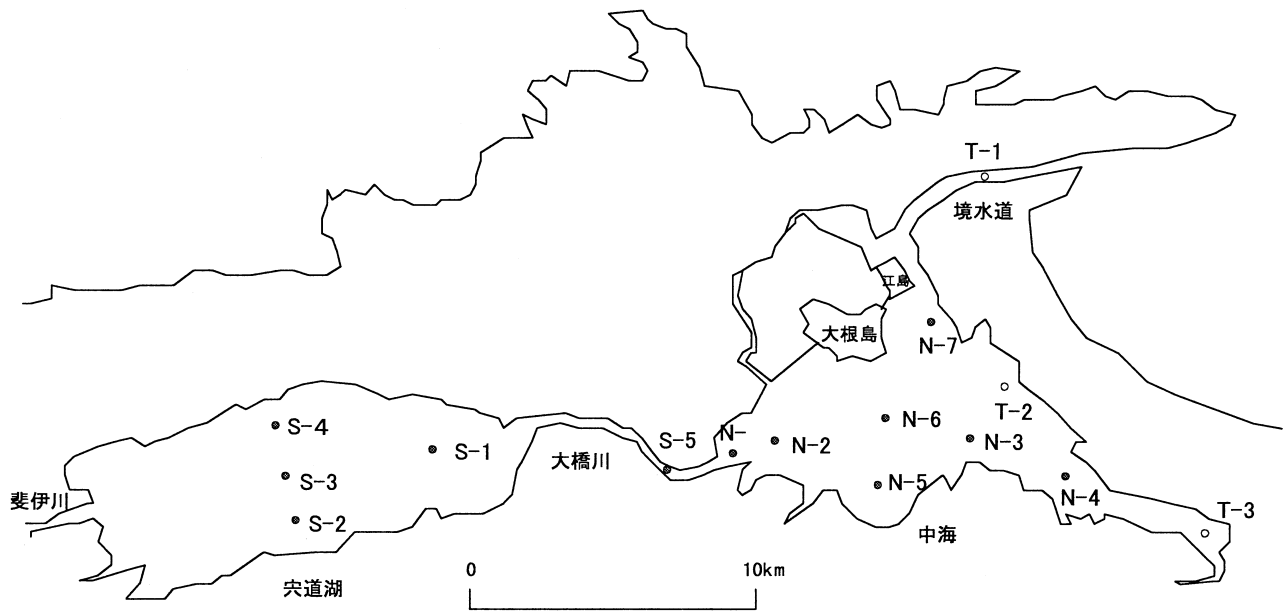 T-1
境水道
江島
大根島
N-7
T-2
S-4
S-1
S-5
N-
N-2
N-6
N-3
大橋川
S-3
N-5
N-4
斐伊川
S-2
T-3
中海
宍道湖
0
10km